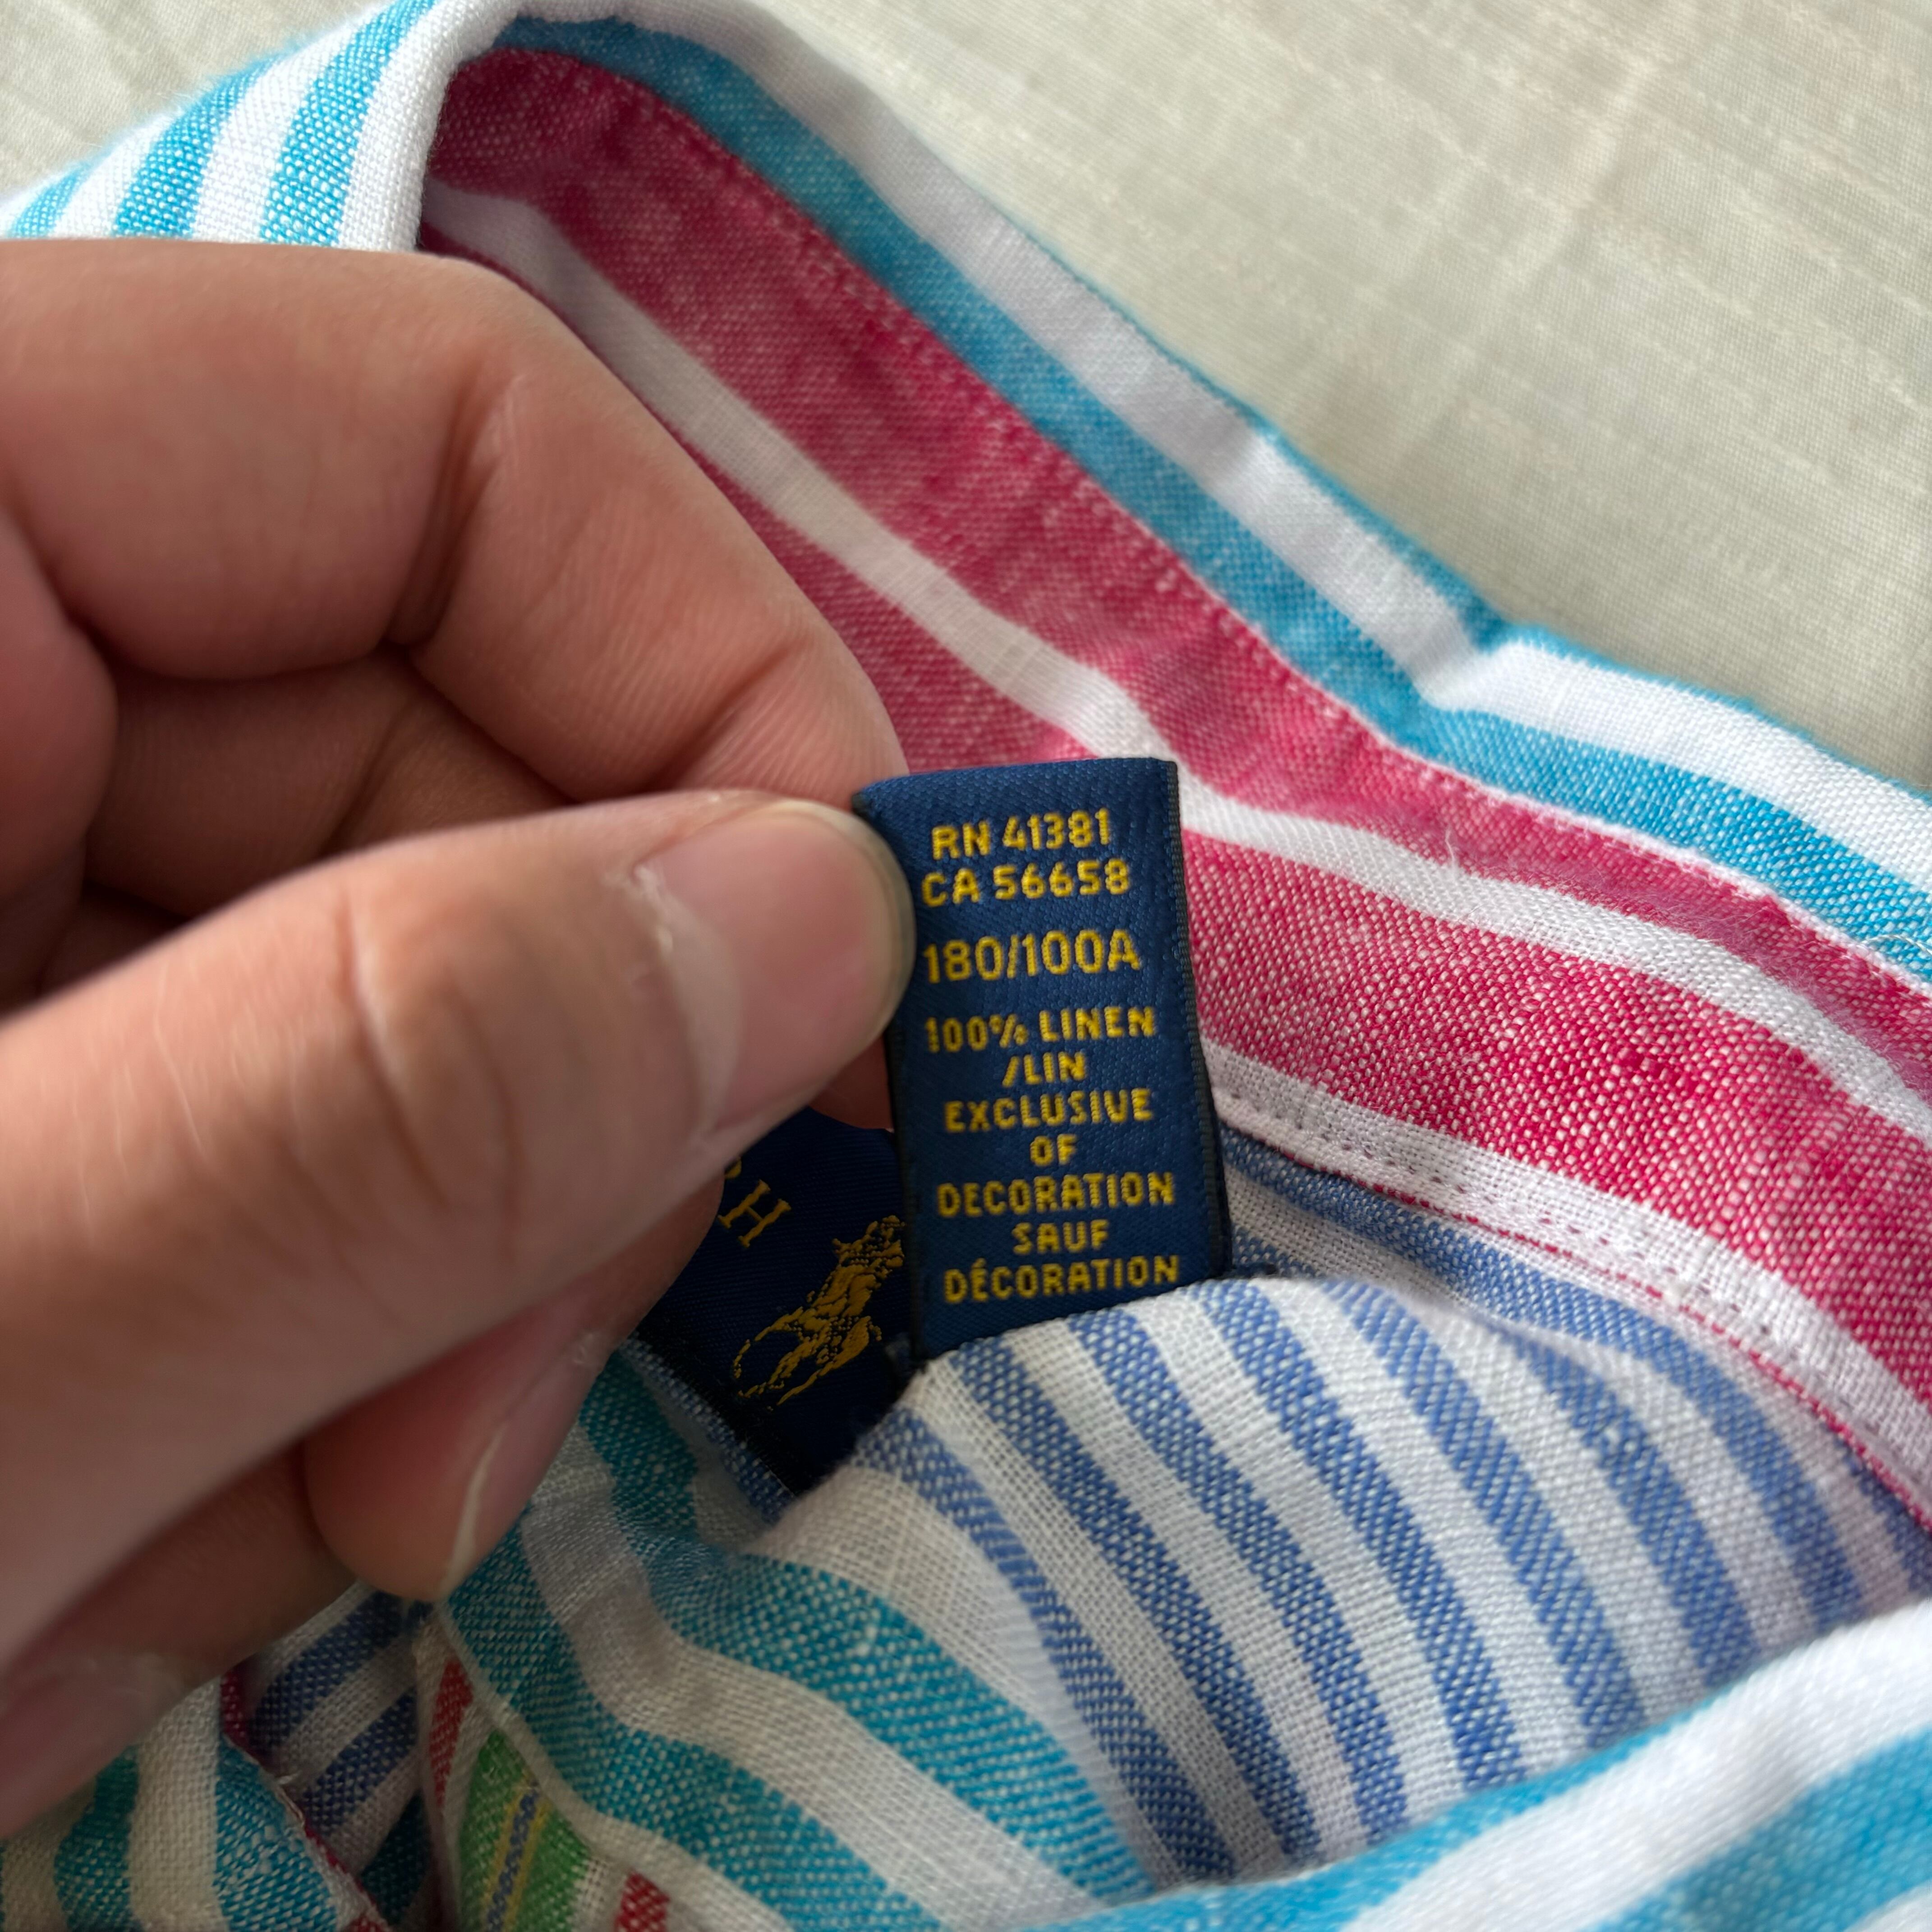 RN 41381
CA 56658
180/100A
100% LINEN
/LIN
EXCLUSIVE
OF
DECORATION
SAUF
DÉCORATION